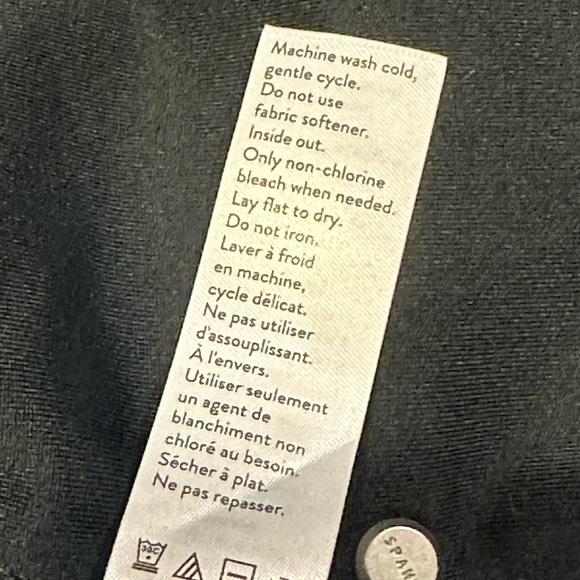 Machine wash cold,
gentle cycle.
Do not use
fabric softener.
Inside out.
Only non-chlorine
bleach when needed.
Lay flat to dry.
Do not iron.
Laver à froid
en machine,
cycle délicat.
Ne pas utiliser
d'assouplissant.
À l'envers.
Utiliser seulement
un agent de
blanchiment non
chloré au besoin.
Sécher à plat.
Ne pas repasser.
30C
SPAN